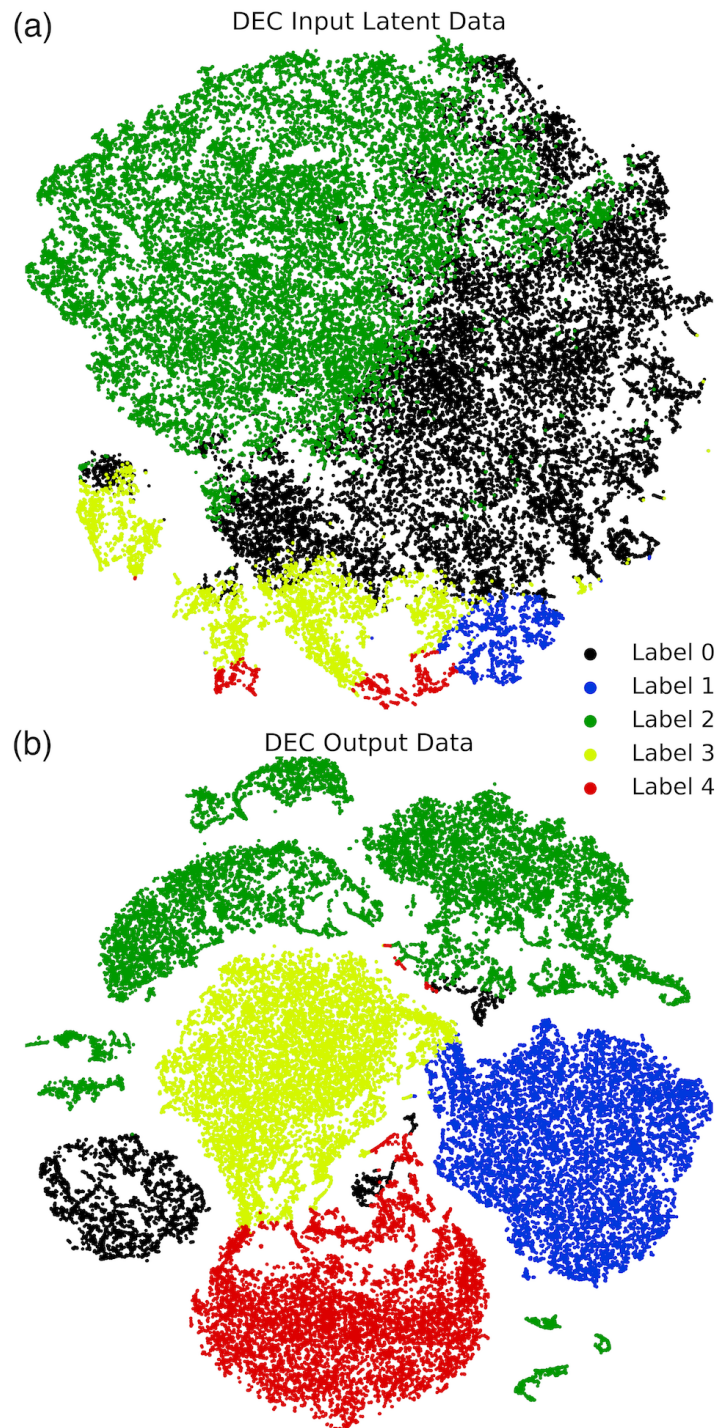 (a)
DEC Input Latent Data
Label 0
Label 1
Label 2
Label 3
Label 4
(b)
DEC Output Data